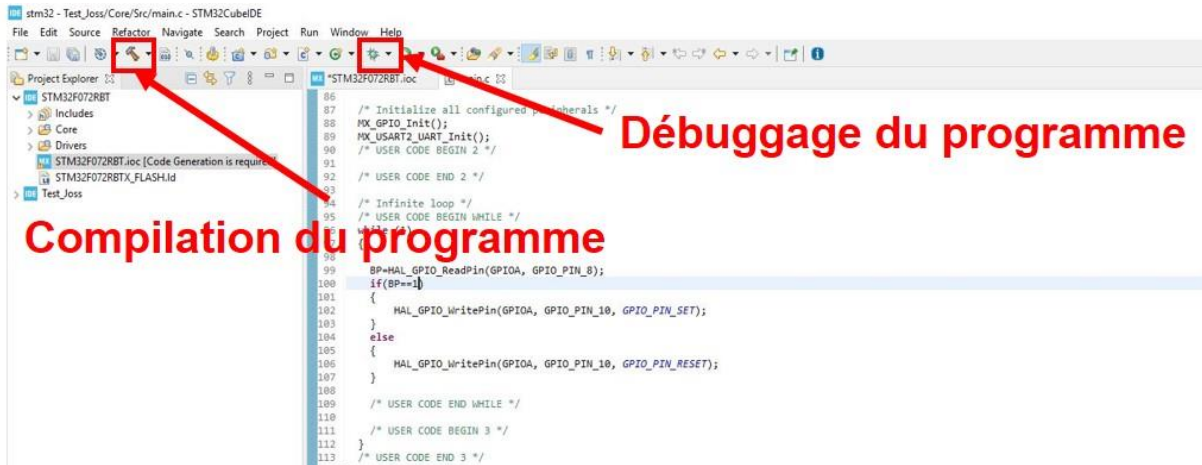 stm32 - Test_Joss/Core/Src/main.c - STM32CubeIDE
File Edit Source Refactor Navigate Search Project Run Window Help
Project Explorer
*STM32F072RBT.ioc
STM32F072RBT
Includes
Core
Drivers
STM32F072RBT.ioc [Code Generation is required]
STM32F072RBTX_FLASH.ld
Test_Joss
Débuggage du programme
Compilation du programme
86
87 /* Initialize all configured peripherals */
88 MX_GPIO_Init();
89 MX_USART2_UART_Init();
90 /* USER CODE BEGIN 2 */
91
92 /* USER CODE END 2 */
93
94 /* Infinite loop */
95 /* USER CODE BEGIN WHILE */
98
99 BP=HAL_GPIO_ReadPin(GPIOA, GPIO_PIN_8);
100 if(BP==1)
101 {
102 HAL_GPIO_WritePin(GPIOA, GPIO_PIN_10, GPIO_PIN_SET);
103 }
104 else
105 {
106 HAL_GPIO_WritePin(GPIOA, GPIO_PIN_10, GPIO_PIN_RESET);
107 }
108
109 /* USER CODE END WHILE */
110
111 /* USER CODE BEGIN 3 */
112 }
113 /* USER CODE END 3 */